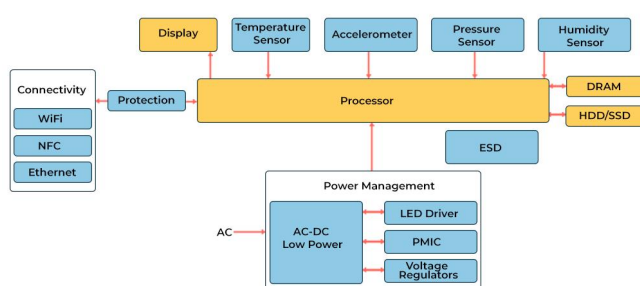 Display
Temperature
Sensor
Accelerometer
Pressure
Sensor
Humidity
Sensor
Connectivity
WiFi
NFC
Ethernet
Protection
Processor
DRAM
HDD/SSD
ESD
Power Management
AC
AC-DC
Low Power
LED Driver
PMIC
Voltage
Regulators